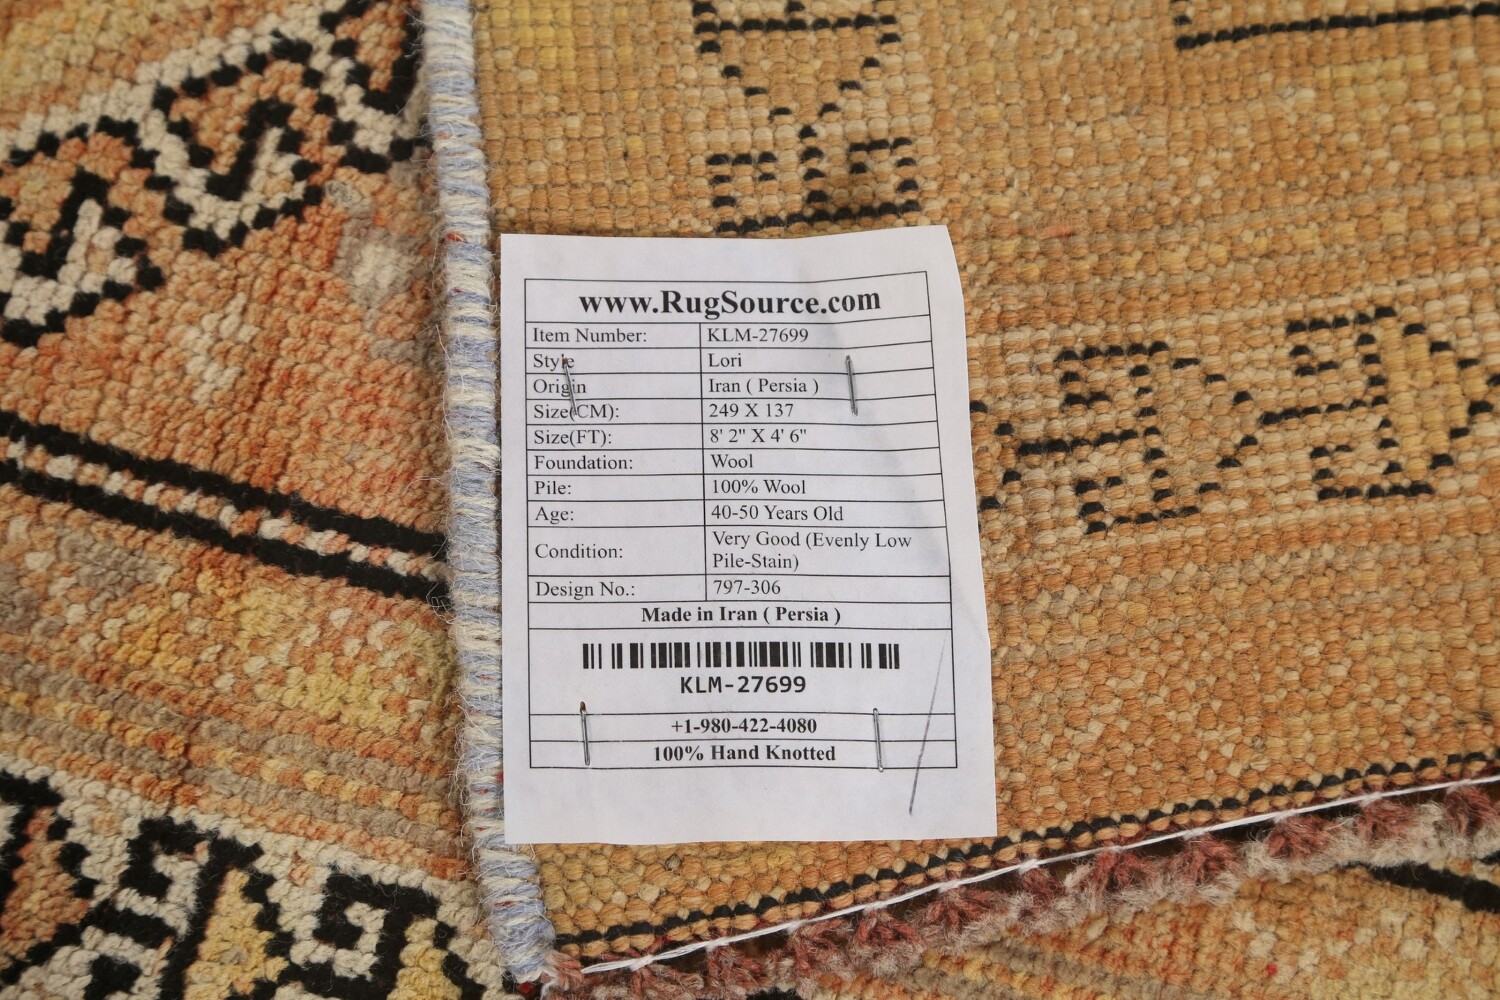 www.RugSource.com
Item Number: KLM-27699
Style Lori
Origin Iran ( Persia )
Size(CM): 249 X 137
Size(FT): 8' 2" X 4' 6"
Foundation: Wool
Pile: 100% Wool
Age: 40-50 Years Old
Condition: Very Good (Evenly Low
Pile-Stain)
Design No.: 797-306
Made in Iran ( Persia )
KLM-27699
+1-980-422-4080
100% Hand Knotted